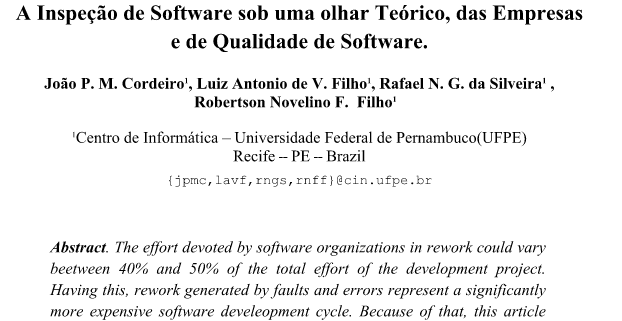 A Inspeção de Software sob uma olhar Teórico, das Empresas
e de Qualidade de Software.
João P. M. Cordeiro¹, Luiz Antonio de V. Filho¹, Rafael N. G. da Silveira¹ ,
Robertson Novelino F. Filho¹
¹Centro de Informática – Universidade Federal de Pernambuco(UFPE)
Recife – PE – Brazil
{jpmc,lavf,rngs,rnff}@cin.ufpe.br
Abstract. The effort devoted by software organizations in rework could vary
beetween 40% and 50% of the total effort of the development project.
Having this, rework generated by faults and errors represent a significantly
more expensive software develeopment cycle. Because of that, this article